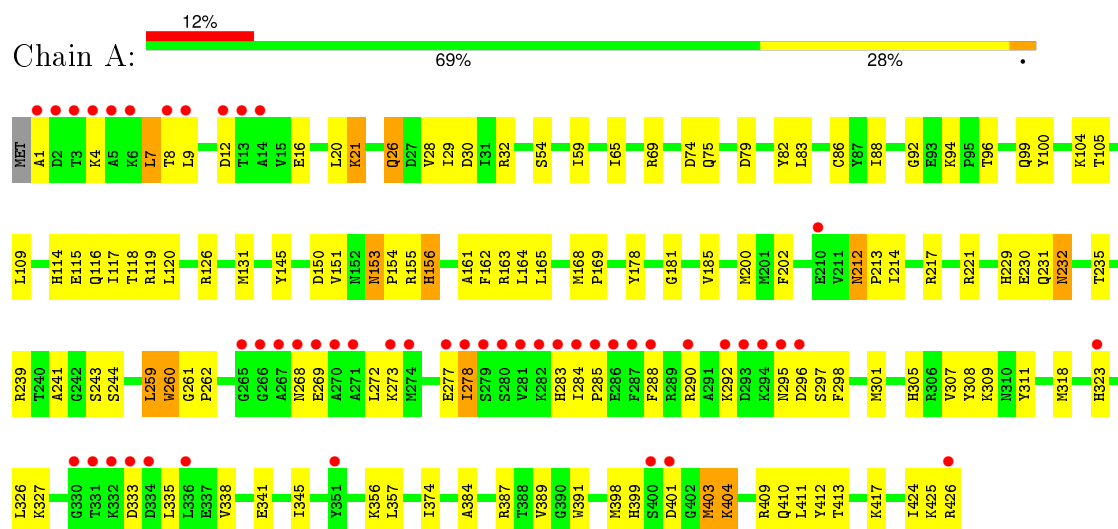 12%
Chain A:
69% 28% •
MET A1 D2 T3 K4 A5 K6 L7 T8 L9 D12 T13 A14 V15 E16 L20 K21 Q26 D27 V28 I29 D30 I31 R32 S54 I59 I65 R69 D74 Q75 D79 Y82 L83 G86 Y87 I88 G92 E93 K94 P95 T96 Q99 Y100 K104 T105
L109 H114 E115 Q116 I117 T118 R119 L120 R126 M131 Y145 D150 V151 N152 N153 P154 R155 H156 A161 F162 R163 L164 L165 M168 P169 Y178 G181 V185 M200 M201 F202 E210 V211 N212 P213 I214 R217 R221 H229 E230 Q231 N232 T235
R239 T240 A241 G242 S243 S244 L259 W260 G261 P262 G265 G266 A267 N268 E269 A270 A271 L272 K273 M274 E277 I278 S279 S280 V281 K282 H283 I284 P285 E286 F287 F288 R289 R290 A291 K292 D293 K294 N295 D296 S297 F298 M301 H305 R306 V307 Y308 K309 N310 Y311 M318 H323
L326 K327 G330 T331 K332 D333 D334 L335 L336 E337 V338 E341 I345 Y351 K356 L357 I374 A384 R387 T388 V389 G390 W391 M398 H399 S400 D401 G402 M403 K404 R409 Q410 L411 Y412 T413 K417 I424 K425 R426